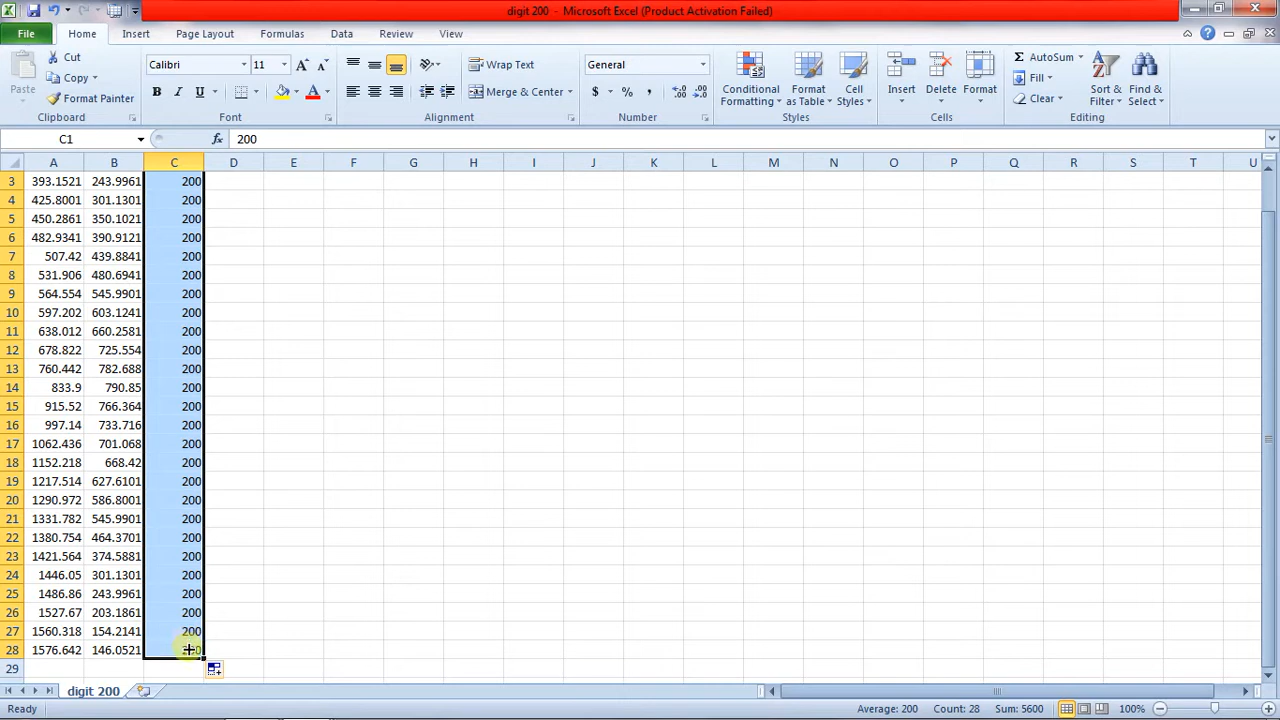 digit 200 - Microsoft Excel (Product Activation Failed)
File Home Insert Page Layout Formulas Data Review View
Paste
Cut
Copy
Format Painter
Clipboard
Calibri 11
B I U
Font
Wrap Text
Merge & Center
Alignment
General
$ % ,
Number
Conditional Formatting
Format as Table
Cell Styles
Styles
Insert
Delete
Format
Cells
AutoSum
Fill
Clear
Sort & Filter
Find & Select
Editing
C1 fx 200
A B C D E F G H I J K L M N O P Q R S T U
3 393.1521 243.9961 200
4 425.8001 301.1301 200
5 450.2861 350.1021 200
6 482.9341 390.9121 200
7 507.42 439.8841 200
8 531.906 480.6941 200
9 564.554 545.9901 200
10 597.202 603.1241 200
11 638.012 660.2581 200
12 678.822 725.554 200
13 760.442 782.688 200
14 833.9 790.85 200
15 915.52 766.364 200
16 997.14 733.716 200
17 1062.436 701.068 200
18 1152.218 668.42 200
19 1217.514 627.6101 200
20 1290.972 586.8001 200
21 1331.782 545.9901 200
22 1380.754 464.3701 200
23 1421.564 374.5881 200
24 1446.05 301.1301 200
25 1486.86 243.9961 200
26 1527.67 203.1861 200
27 1560.318 154.2141 200
28 1576.642 146.0521
29
digit 200
Ready Average: 200 Count: 28 Sum: 5600 100%